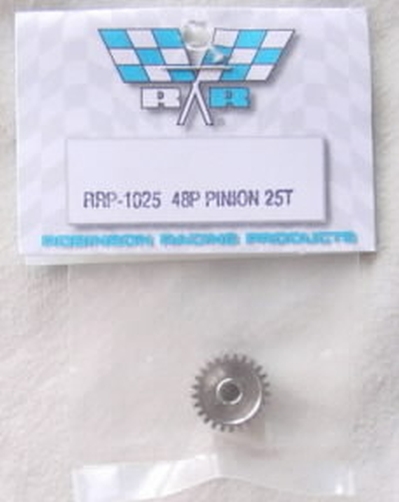 R R
RRP-1025 48P PINION 25T
ROBINSON RACING PRODUCTS